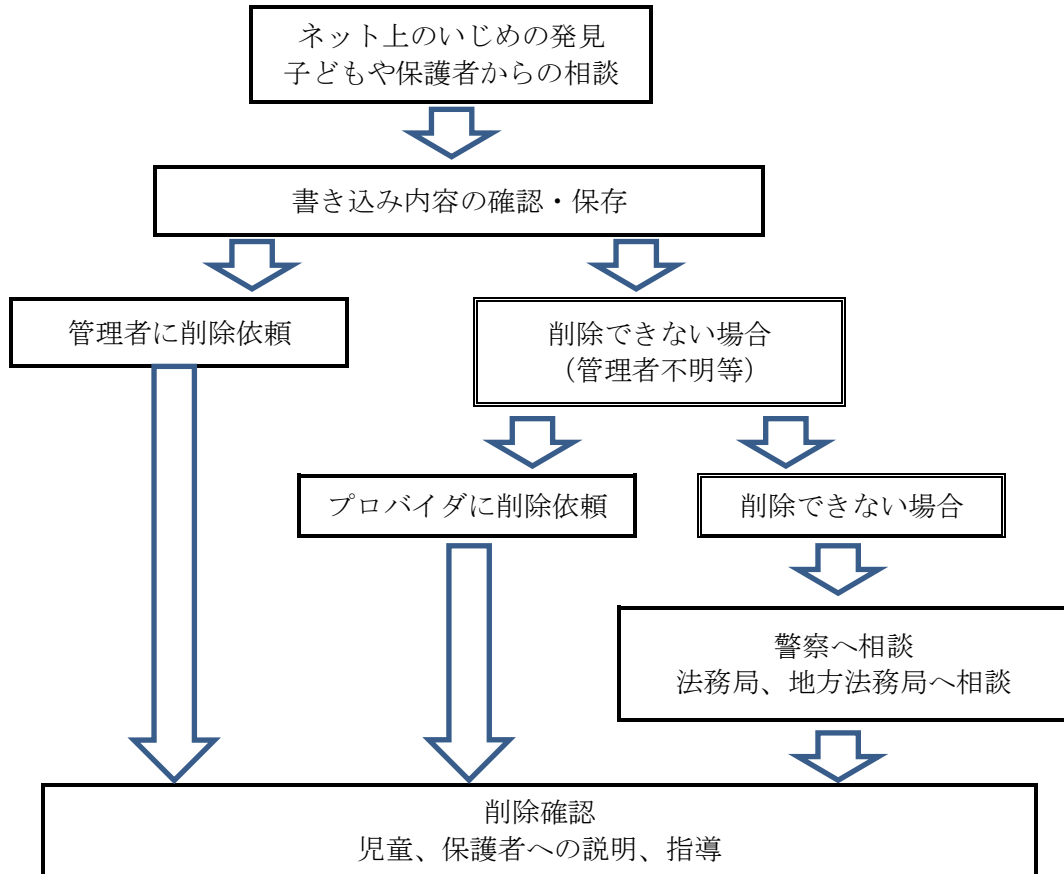 ネット上のいじめの発見
子どもや保護者からの相談
書き込み内容の確認・保存
管理者に削除依頼
削除できない場合
（管理者不明等）
プロバイダに削除依頼
削除できない場合
警察へ相談
法務局、地方法務局へ相談
削除確認
児童、保護者への説明、指導